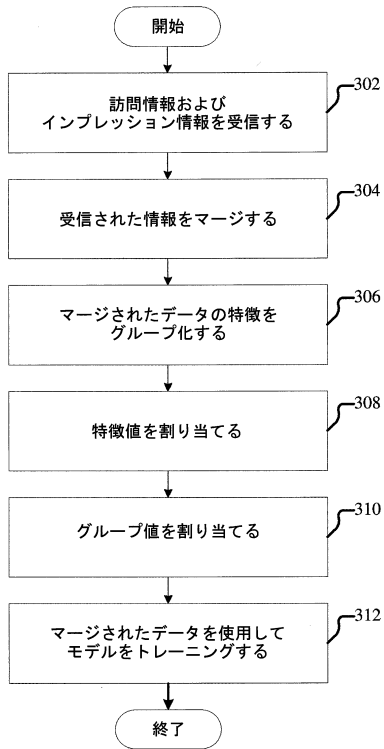 開始
302
訪問情報および
インプレッション情報を受信する
304
受信された情報をマージする
306
マージされたデータの特徴を
グループ化する
308
特徴値を割り当てる
310
グループ値を割り当てる
312
マージされたデータを使用して
モデルをトレーニングする
終了